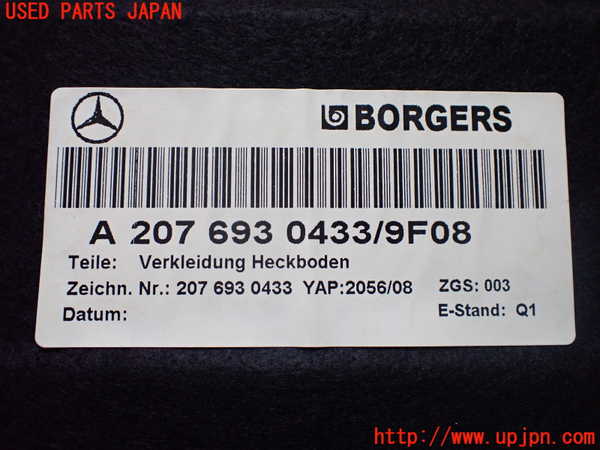 USED PARTS JAPAN
BORGERS
A 207 693 0433/9F08
Teile: Verkleidung Heckboden
Zeichn. Nr.: 207 693 0433 YAP:2056/08 ZGS: 003
Datum: E-Stand: Q1
http://www.upjpn.com/